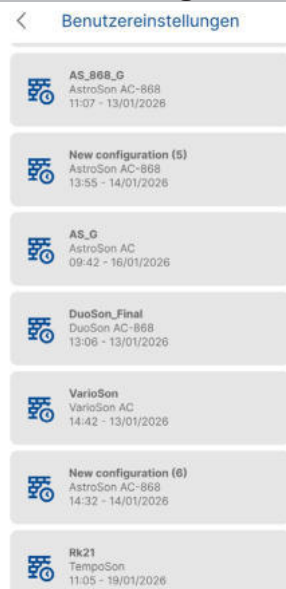 Benutzereinstellungen
AS_868_G
AstroSon AC-868
11:07 - 13/01/2026
New configuration (5)
AstroSon AC-868
13:55 - 14/01/2026
AS_G
AstroSon AC
09:42 - 16/01/2026
DuoSon_Final
DuoSon AC-868
13:06 - 13/01/2026
VarioSon
VarioSon AC
14:42 - 13/01/2026
New configuration (6)
AstroSon AC-868
14:32 - 14/01/2026
Rk21
TempoSon
11:05 - 19/01/2026